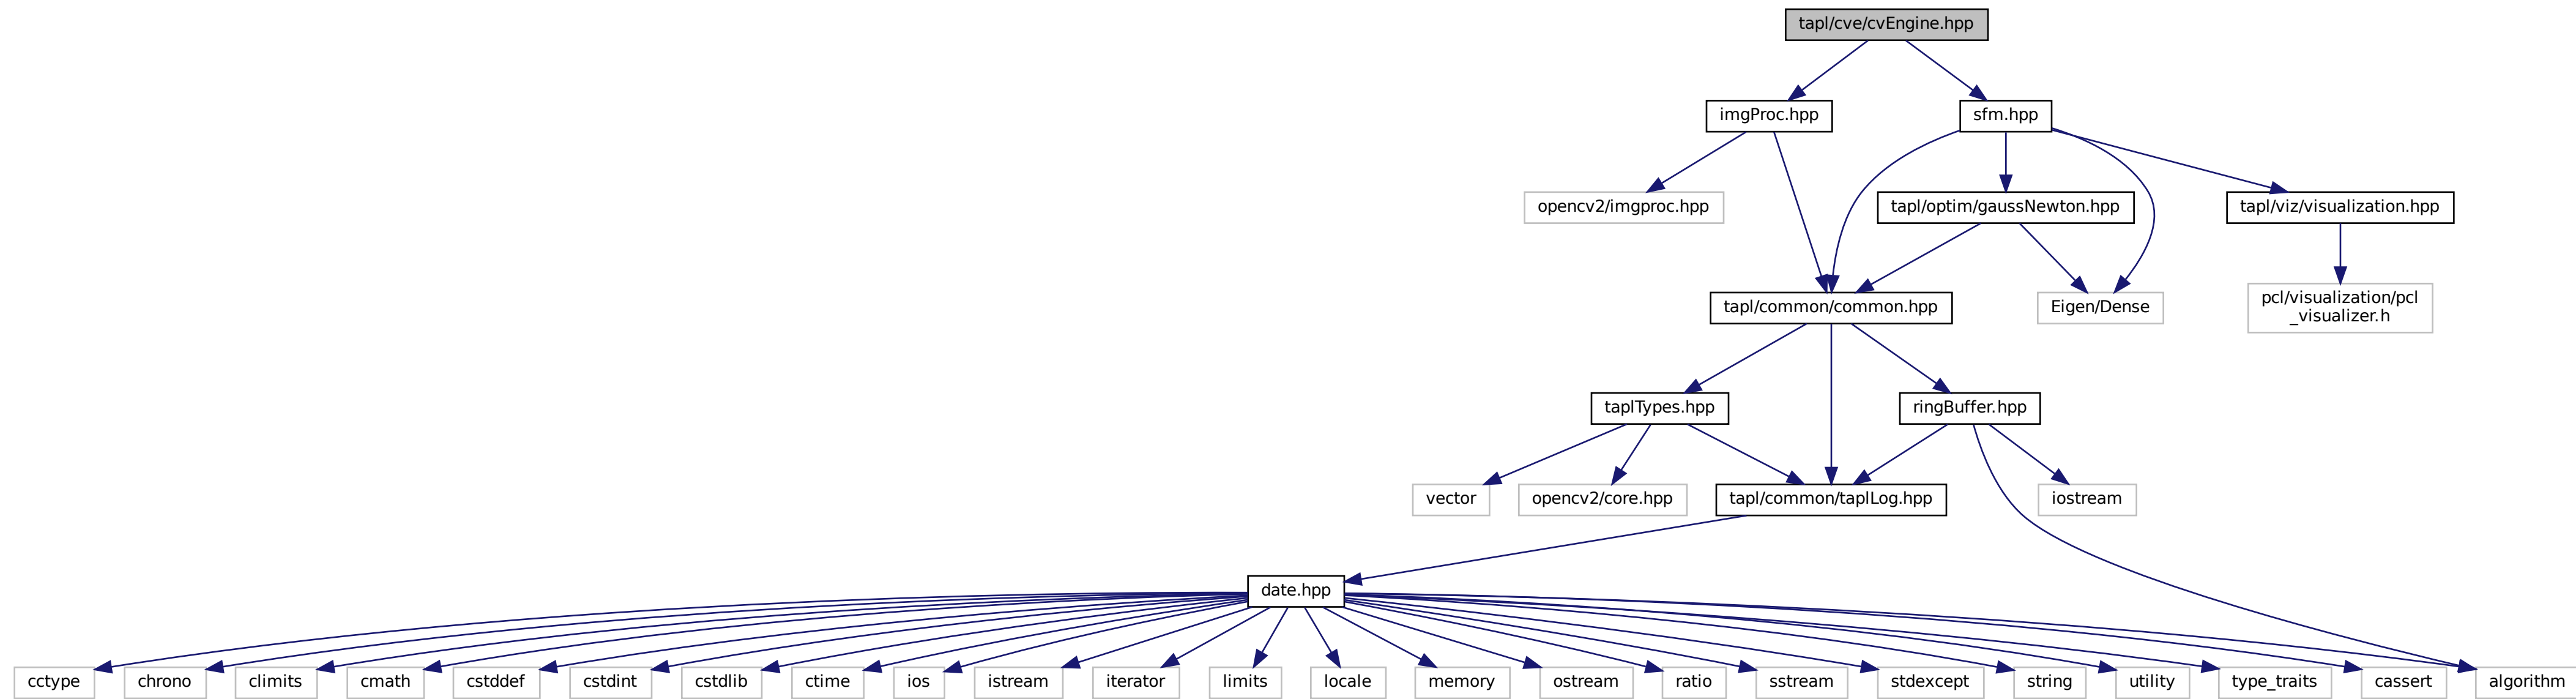 tapl/cve/cvEngine.hpp
imgProc.hpp
sfm.hpp
opencv2/imgproc.hpp
tapl/optim/gaussNewton.hpp
tapl/viz/visualization.hpp
tapl/common/common.hpp
Eigen/Dense
pcl/visualization/pcl
_visualizer.h
taplTypes.hpp
ringBuffer.hpp
vector
opencv2/core.hpp
tapl/common/taplLog.hpp
iostream
date.hpp
cctype
chrono
climits
cmath
cstddef
cstdint
cstdlib
ctime
ios
istream
iterator
limits
locale
memory
ostream
ratio
sstream
stdexcept
string
utility
type_traits
cassert
algorithm